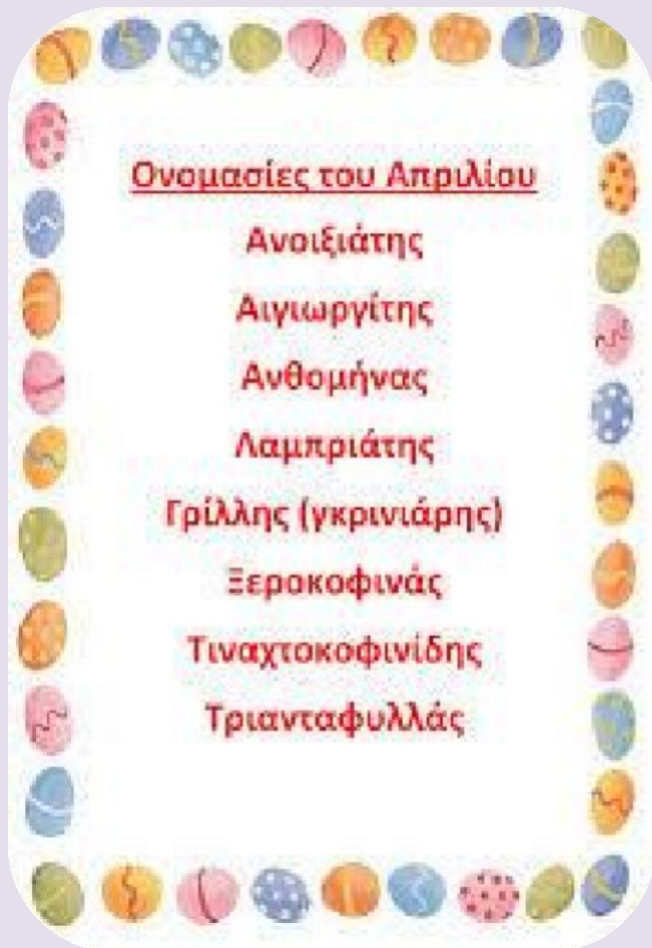 Ονομασίες του Απριλίου
Ανοιξιάτης
Αιγιωργίτης
Ανθομήνας
Λαμπριάτης
Γρίλλης (γκρινιάρης)
Ξεροκοφινάς
Τιναχτοκοφινίδης
Τριανταφυλλάς